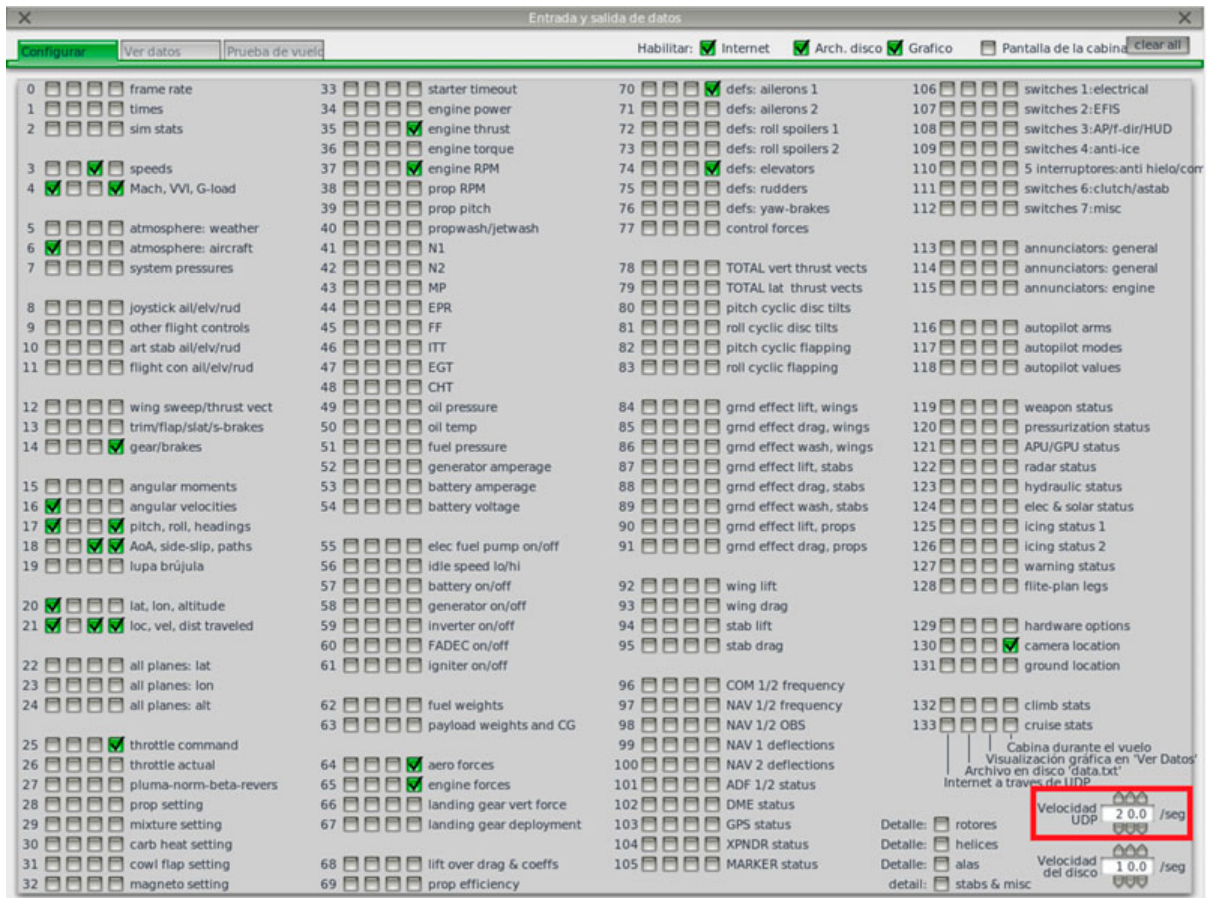 Entrada y salida de datos
Configurar Ver datos Prueba de vuelo
Habilitar: Internet Arch. disco Grafico Pantalla de la cabina clear all
0 frame rate
1 times
2 sim stats
3 speeds
4 Mach, VVI, G-load
5 atmosphere: weather
6 atmosphere: aircraft
7 system pressures
8 joystick ail/elv/rud
9 other flight controls
10 art stab ail/elv/rud
11 flight con ail/elv/rud
12 wing sweep/thrust vect
13 trim/flap/slat/s-brakes
14 gear/brakes
15 angular moments
16 angular velocities
17 pitch, roll, headings
18 AoA, side-slip, paths
19 lupa brújula
20 lat, lon, altitude
21 loc, vel, dist traveled
22 all planes: lat
23 all planes: lon
24 all planes: alt
25 throttle command
26 throttle actual
27 pluma-norm-beta-revers
28 prop setting
29 mixture setting
30 carb heat setting
31 cowl flap setting
32 magneto setting
33 starter timeout
34 engine power
35 engine thrust
36 engine torque
37 engine RPM
38 prop RPM
39 prop pitch
40 propwash/jetwash
41 N1
42 N2
43 MP
44 EPR
45 FF
46 ITT
47 EGT
48 CHT
49 oil pressure
50 oil temp
51 fuel pressure
52 generator amperage
53 battery amperage
54 battery voltage
55 elec fuel pump on/off
56 idle speed lo/hi
57 battery on/off
58 generator on/off
59 inverter on/off
60 FADEC on/off
61 igniter on/off
62 fuel weights
63 payload weights and CG
64 aero forces
65 engine forces
66 landing gear vert force
67 landing gear deployment
68 lift over drag & coeffs
69 prop efficiency
70 defs: ailerons 1
71 defs: ailerons 2
72 defs: roll spoilers 1
73 defs: roll spoilers 2
74 defs: elevators
75 defs: rudders
76 defs: yaw-brakes
77 control forces
78 TOTAL vert thrust vects
79 TOTAL lat thrust vects
80 pitch cyclic disc tilts
81 roll cyclic disc tilts
82 pitch cyclic flapping
83 roll cyclic flapping
84 grnd effect lift, wings
85 grnd effect drag, wings
86 grnd effect wash, wings
87 grnd effect lift, stabs
88 grnd effect drag, stabs
89 grnd effect wash, stabs
90 grnd effect lift, props
91 grnd effect drag, props
92 wing lift
93 wing drag
94 stab lift
95 stab drag
96 COM 1/2 frequency
97 NAV 1/2 frequency
98 NAV 1/2 OBS
99 NAV 1 deflections
100 NAV 2 deflections
101 ADF 1/2 status
102 DME status
103 GPS status
104 XPNDR status
105 MARKER status
106 switches 1:electrical
107 switches 2:EFIS
108 switches 3:AP/f-dir/HUD
109 switches 4:anti-ice
110 5 interruptores:anti hielo/com
111 switches 6:clutch/astab
112 switches 7:misc
113 annunciators: general
114 annunciators: general
115 annunciators: engine
116 autopilot arms
117 autopilot modes
118 autopilot values
119 weapon status
120 pressurization status
121 APU/GPU status
122 radar status
123 hydraulic status
124 elec & solar status
125 icing status 1
126 icing status 2
127 warning status
128 flite-plan legs
129 hardware options
130 camera location
131 ground location
132 climb stats
133 cruise stats
Cabina durante el vuelo
Visualización gráfica en 'Ver Datos'
Archivo en disco 'data.txt'
Internet a traves de UDP
Velocidad UDP 2 0.0 /seg
Detalle: rotores
Detalle: helices
Detalle: alas
detail: stabs & misc
Velocidad del disco 1 0.0 /seg